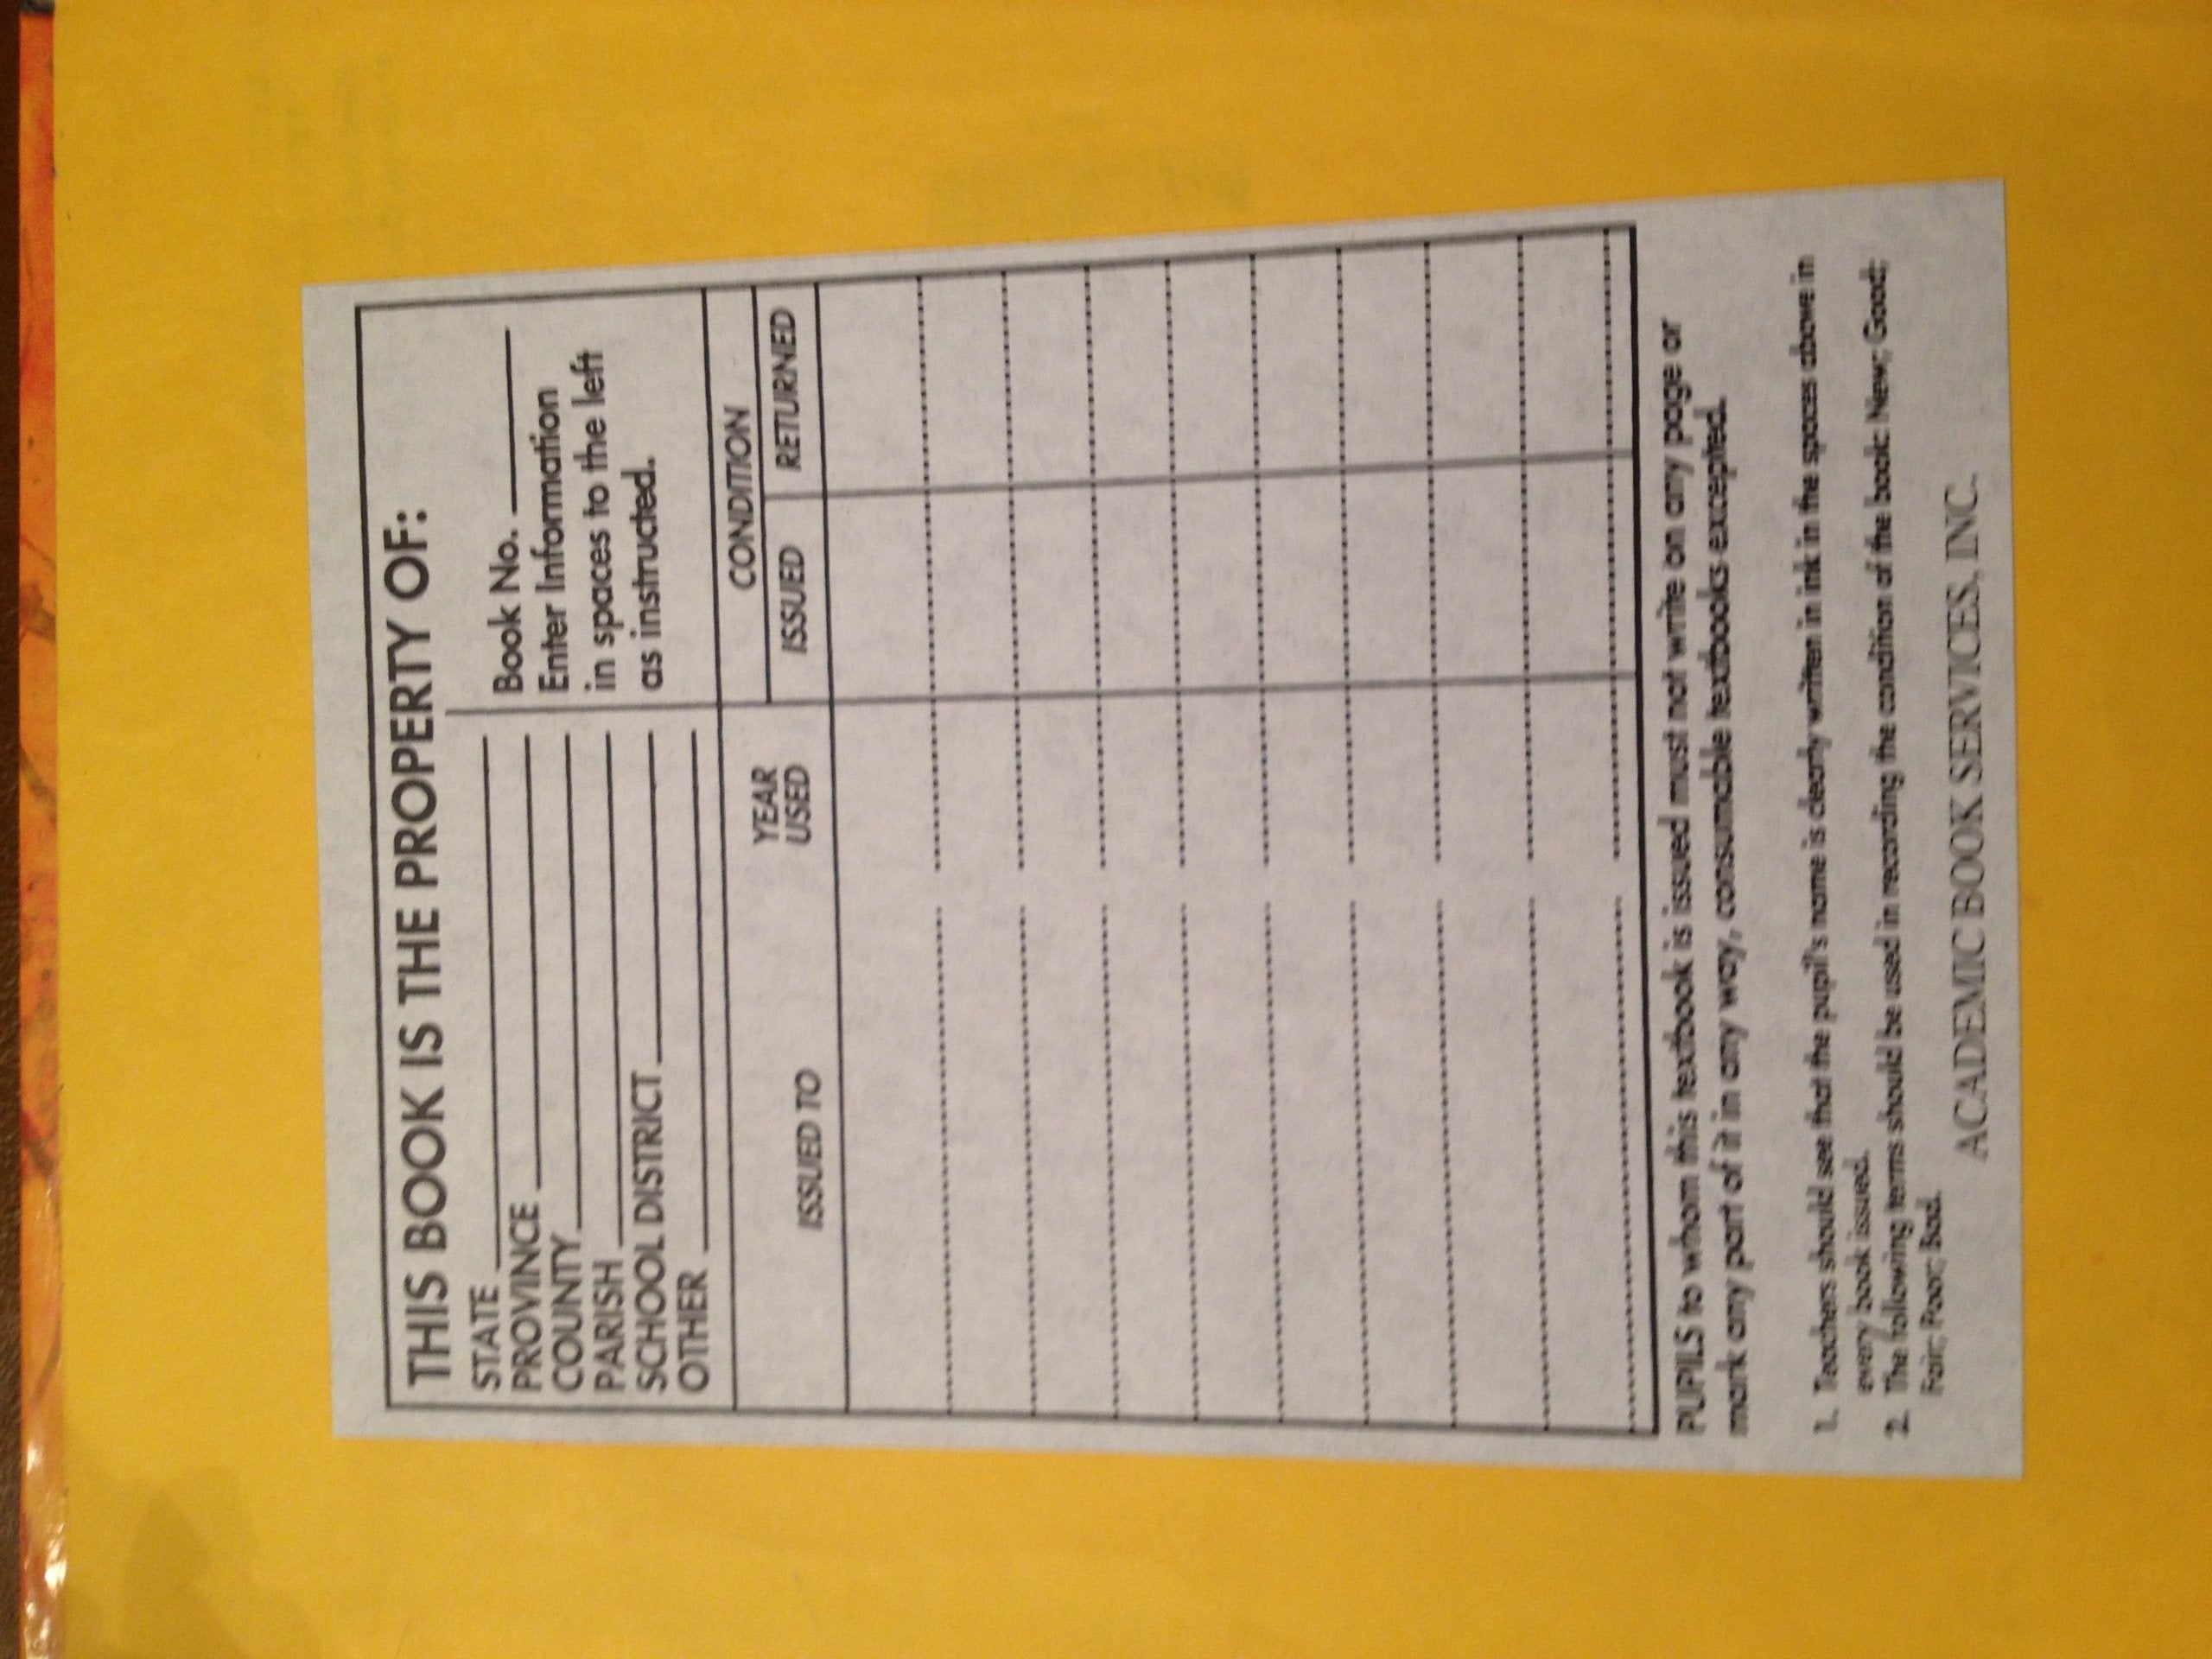 THIS BOOK IS THE PROPERTY OF:
STATE
PROVINCE
COUNTY
PARISH
SCHOOL DISTRICT
OTHER
Book No.
Enter Information
in spaces to the left
as instructed.
ISSUED TO
YEAR
USED
CONDITION
ISSUED
RETURNED
PUPILS to whom this textbook is issued must not write on any page or
mark any part of it in any way, consumable textbooks excepted.
1. Teachers should see that the pupil's name is clearly written in ink in the spaces above in
every book issued.
2. The following terms should be used in recording the condition of the book: New; Good;
Fair; Poor; Bad.
ACADEMIC BOOK SERVICES, INC.